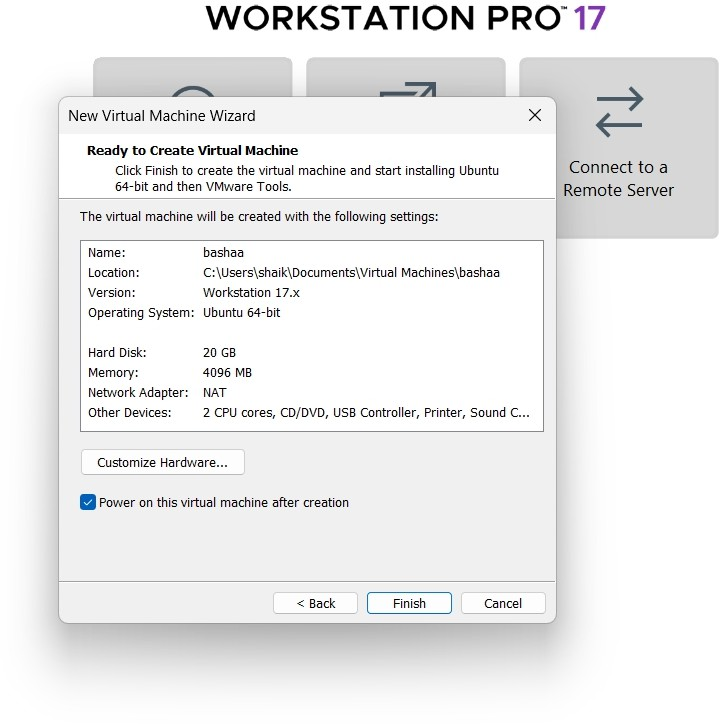 WORKSTATION PRO™ 17
Connect to a
Remote Server
New Virtual Machine Wizard
Ready to Create Virtual Machine
Click Finish to create the virtual machine and start installing Ubuntu
64-bit and then VMware Tools.
The virtual machine will be created with the following settings:
Name: bashaa
Location: C:\Users\shaik\Documents\Virtual Machines\bashaa
Version: Workstation 17.x
Operating System: Ubuntu 64-bit
Hard Disk: 20 GB
Memory: 4096 MB
Network Adapter: NAT
Other Devices: 2 CPU cores, CD/DVD, USB Controller, Printer, Sound C...
Customize Hardware...
Power on this virtual machine after creation
< Back Finish Cancel